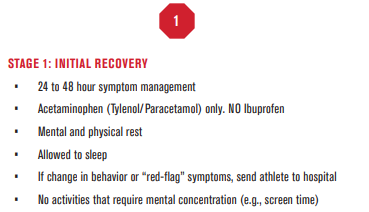 1
STAGE 1: INITIAL RECOVERY
▪ 24 to 48 hour symptom management
▪ Acetaminophen (Tylenol/Paracetamol) only. NO Ibuprofen
▪ Mental and physical rest
▪ Allowed to sleep
▪ If change in behavior or “red-flag” symptoms, send athlete to hospital
▪ No activities that require mental concentration (e.g., screen time)